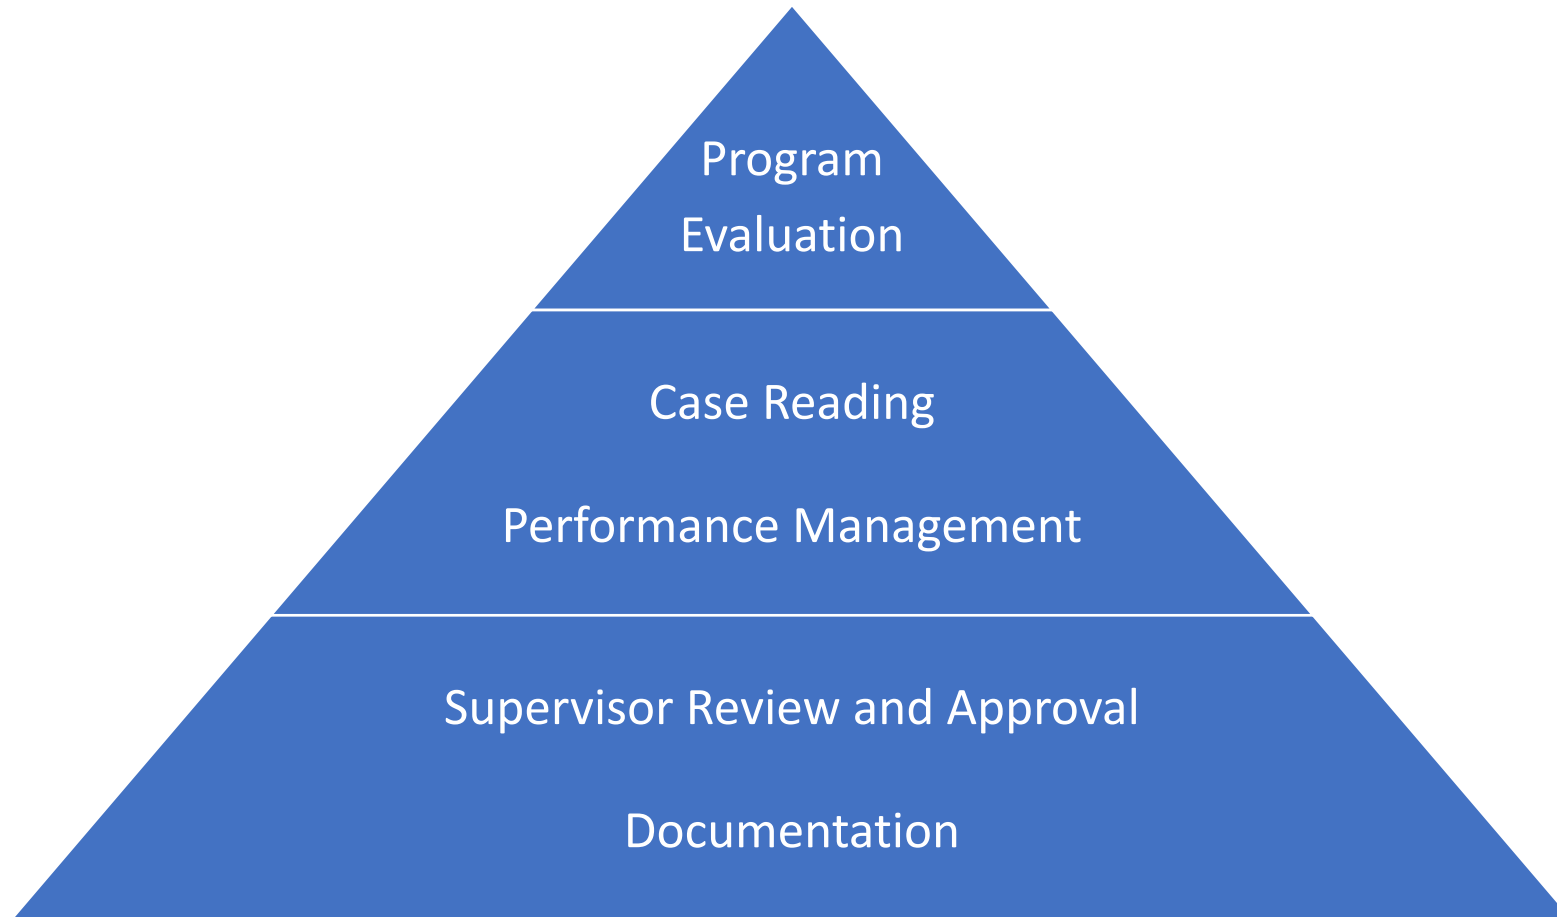 Program
Evaluation
Case Reading
Performance Management
Supervisor Review and Approval
Documentation